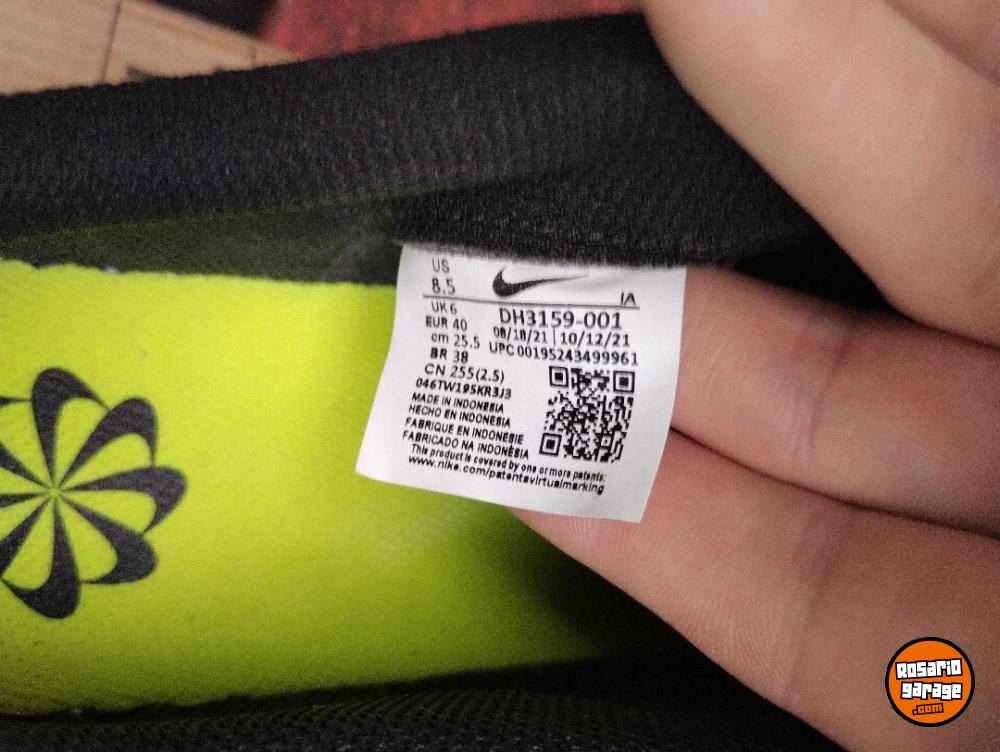 US
8.5
IA
UK 6
DH3159-001
EUR 40
08/18/21 10/12/21
cm 25.5
UPC 00195243499961
BR 38
CN 255(2.5)
046TW195KR3J3
MADE IN INDONESIA
HECHO EN INDONESIA
FABRIQUE EN INDONESIE
FABRICADO NA INDONÉSIA
This product is covered by one or more patents:
www.nike.com/patentsvirtualmarking
Rosario
garage
.com